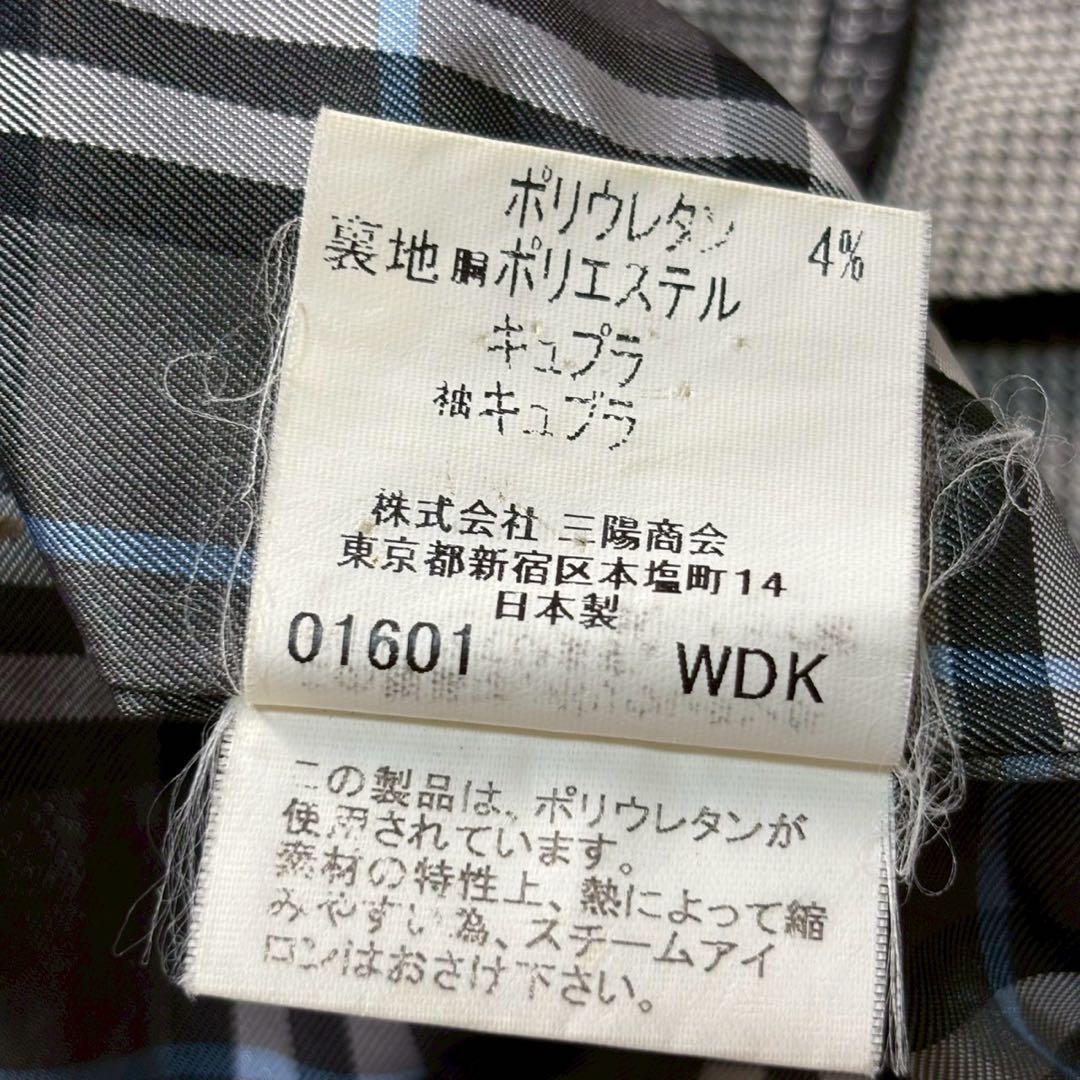 ポリウレタン 4%
裏地 胴ポリエステル
キュプラ
袖キュプラ
株式会社 三陽商会
東京都新宿区本塩町14
日本製
01601 WDK
この製品は、ポリウレタンが
使用されています。
素材の特性上、熱によって縮
みやすい為、スチームアイ
ロンはおさけ下さい。